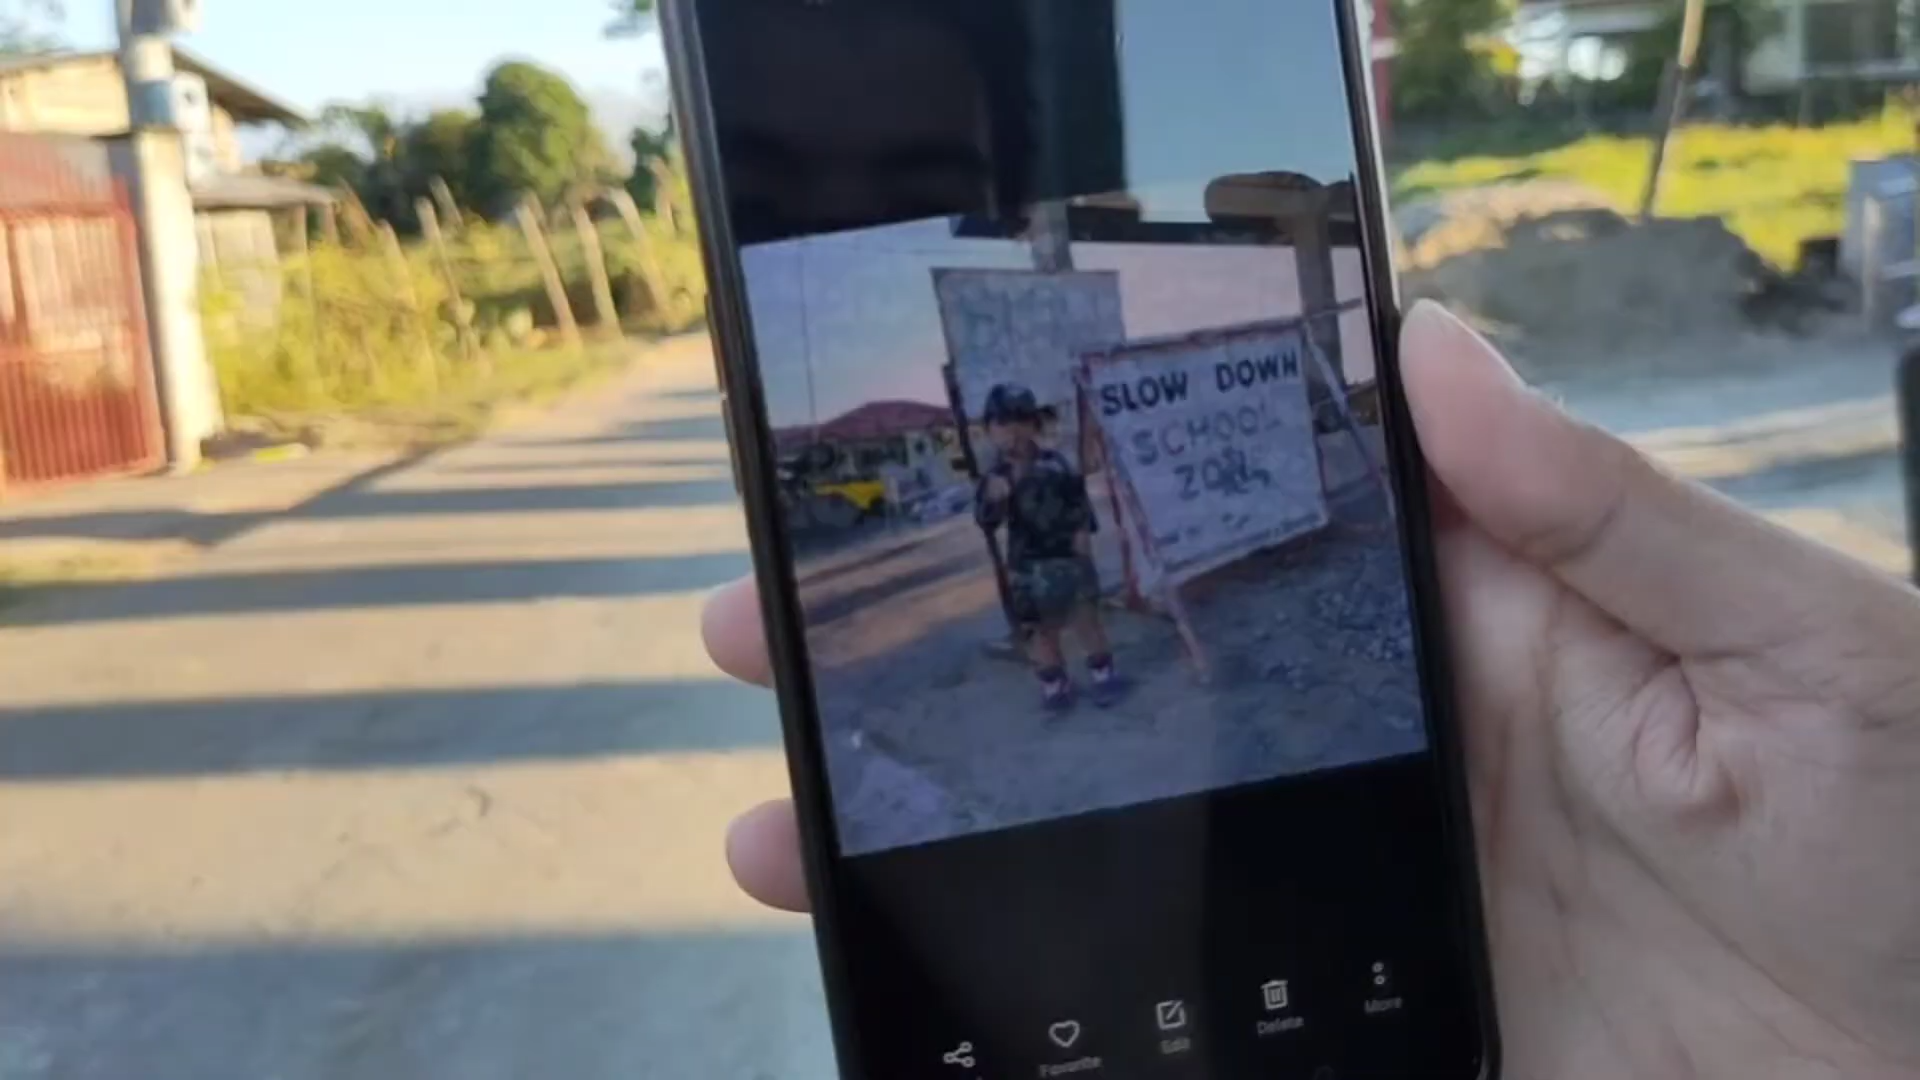 SLOW DOWN
SCHOOL
ZONE
Favorite
Edit
Delete
More